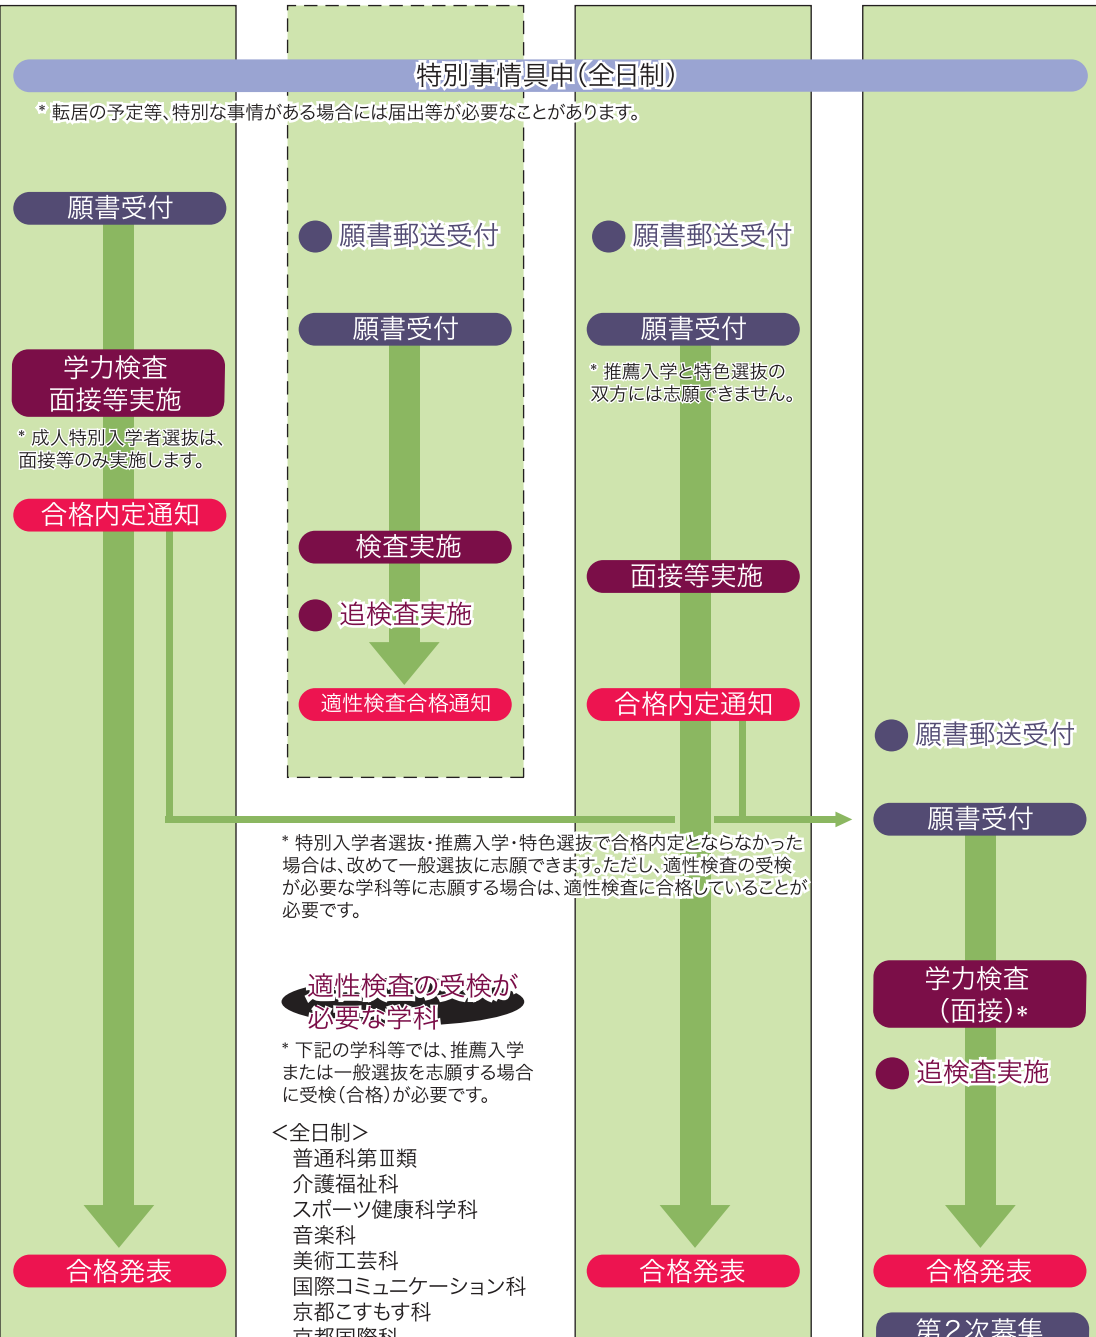 特別事情具申(全日制)
* 転居の予定等、特別な事情がある場合には届出等が必要なことがあります。
願書受付
学力検査
面接等実施
* 成人特別入学者選抜は、
面接等のみ実施します。
合格内定通知
合格発表
願書郵送受付
願書受付
検査実施
追検査実施
適性検査合格通知
願書郵送受付
願書受付
* 推薦入学と特色選抜の
双方には志願できません。
面接等実施
合格内定通知
* 特別入学者選抜・推薦入学・特色選抜で合格内定とならなかった
場合は、改めて一般選抜に志願できます。ただし、適性検査の受検
が必要な学科等に志願する場合は、適性検査に合格していることが
必要です。
適性検査の受検が
必要な学科
* 下記の学科等では、推薦入学
または一般選抜を志願する場合
に受検(合格)が必要です。
<全日制>
普通科第Ⅲ類
介護福祉科
スポーツ健康科学科
音楽科
美術工芸科
国際コミュニケーション科
京都こすもす科
京都国際科
合格発表
願書郵送受付
願書受付
学力検査
(面接)*
追検査実施
合格発表
第2次募集